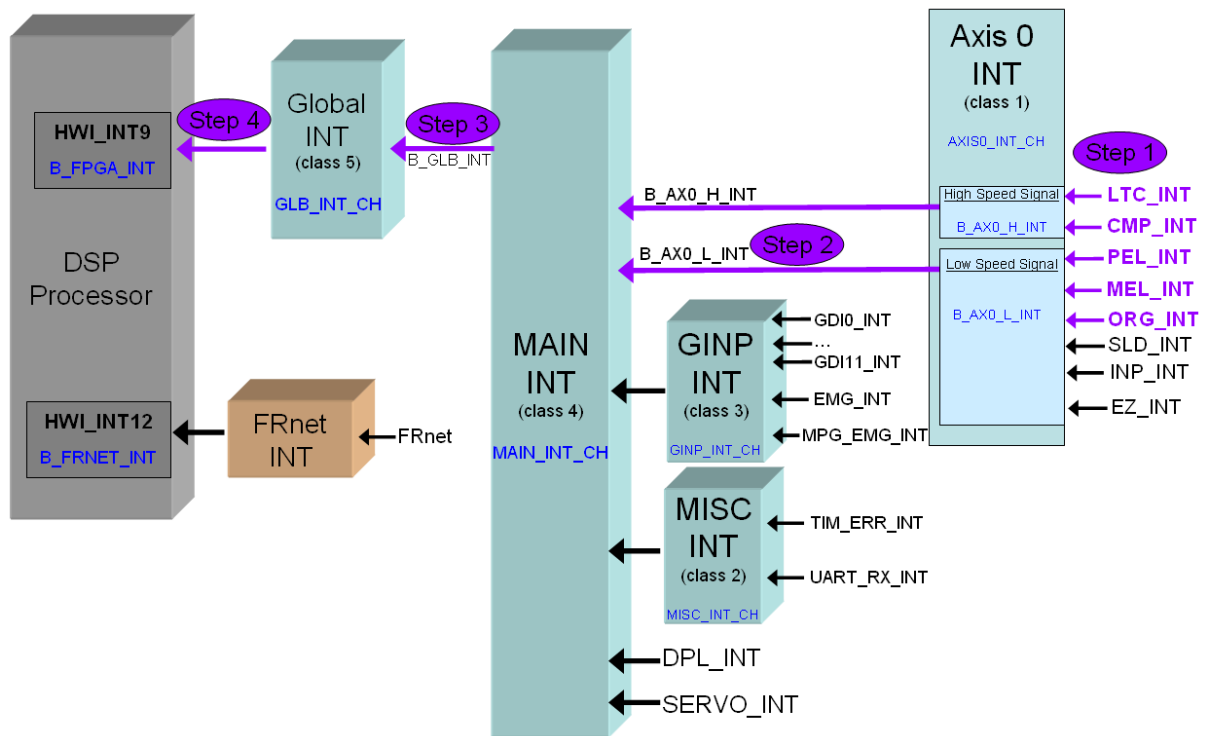 DSP
Processor
HWI_INT9
B_FPGA_INT
HWI_INT12
B_FRNET_INT
Step 4
Global
INT
(class 5)
GLB_INT_CH
Step 3
B_GLB_INT
FRnet
INT
FRnet
MAIN
INT
(class 4)
MAIN_INT_CH
B_AX0_H_INT
B_AX0_L_INT
Step 2
GINP
INT
(class 3)
GINP_INT_CH
GDI0_INT
...
GDI11_INT
EMG_INT
MPG_EMG_INT
MISC
INT
(class 2)
MISC_INT_CH
TIM_ERR_INT
UART_RX_INT
DPL_INT
SERVO_INT
Axis 0
INT
(class 1)
AXIS0_INT_CH
High Speed Signal
B_AX0_H_INT
Low Speed Signal
B_AX0_L_INT
Step 1
LTC_INT
CMP_INT
PEL_INT
MEL_INT
ORG_INT
SLD_INT
INP_INT
EZ_INT